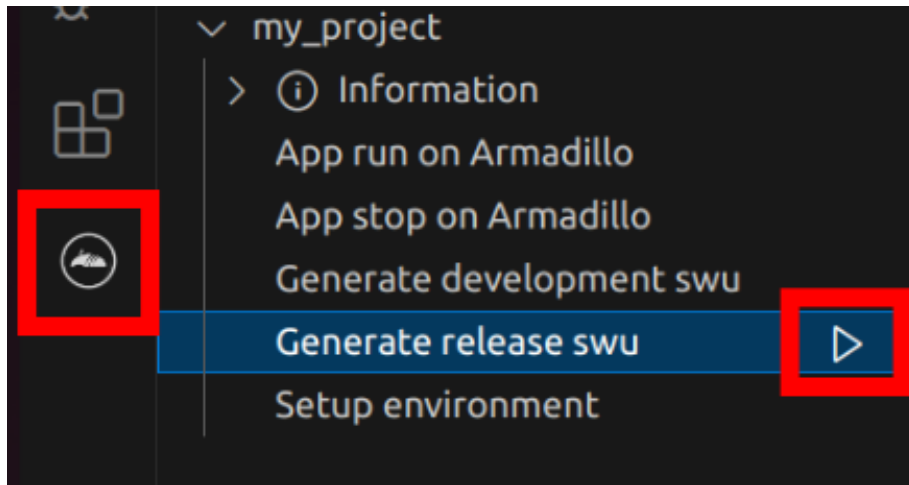 my_project
Information
App run on Armadillo
App stop on Armadillo
Generate development swu
Generate release swu
Setup environment